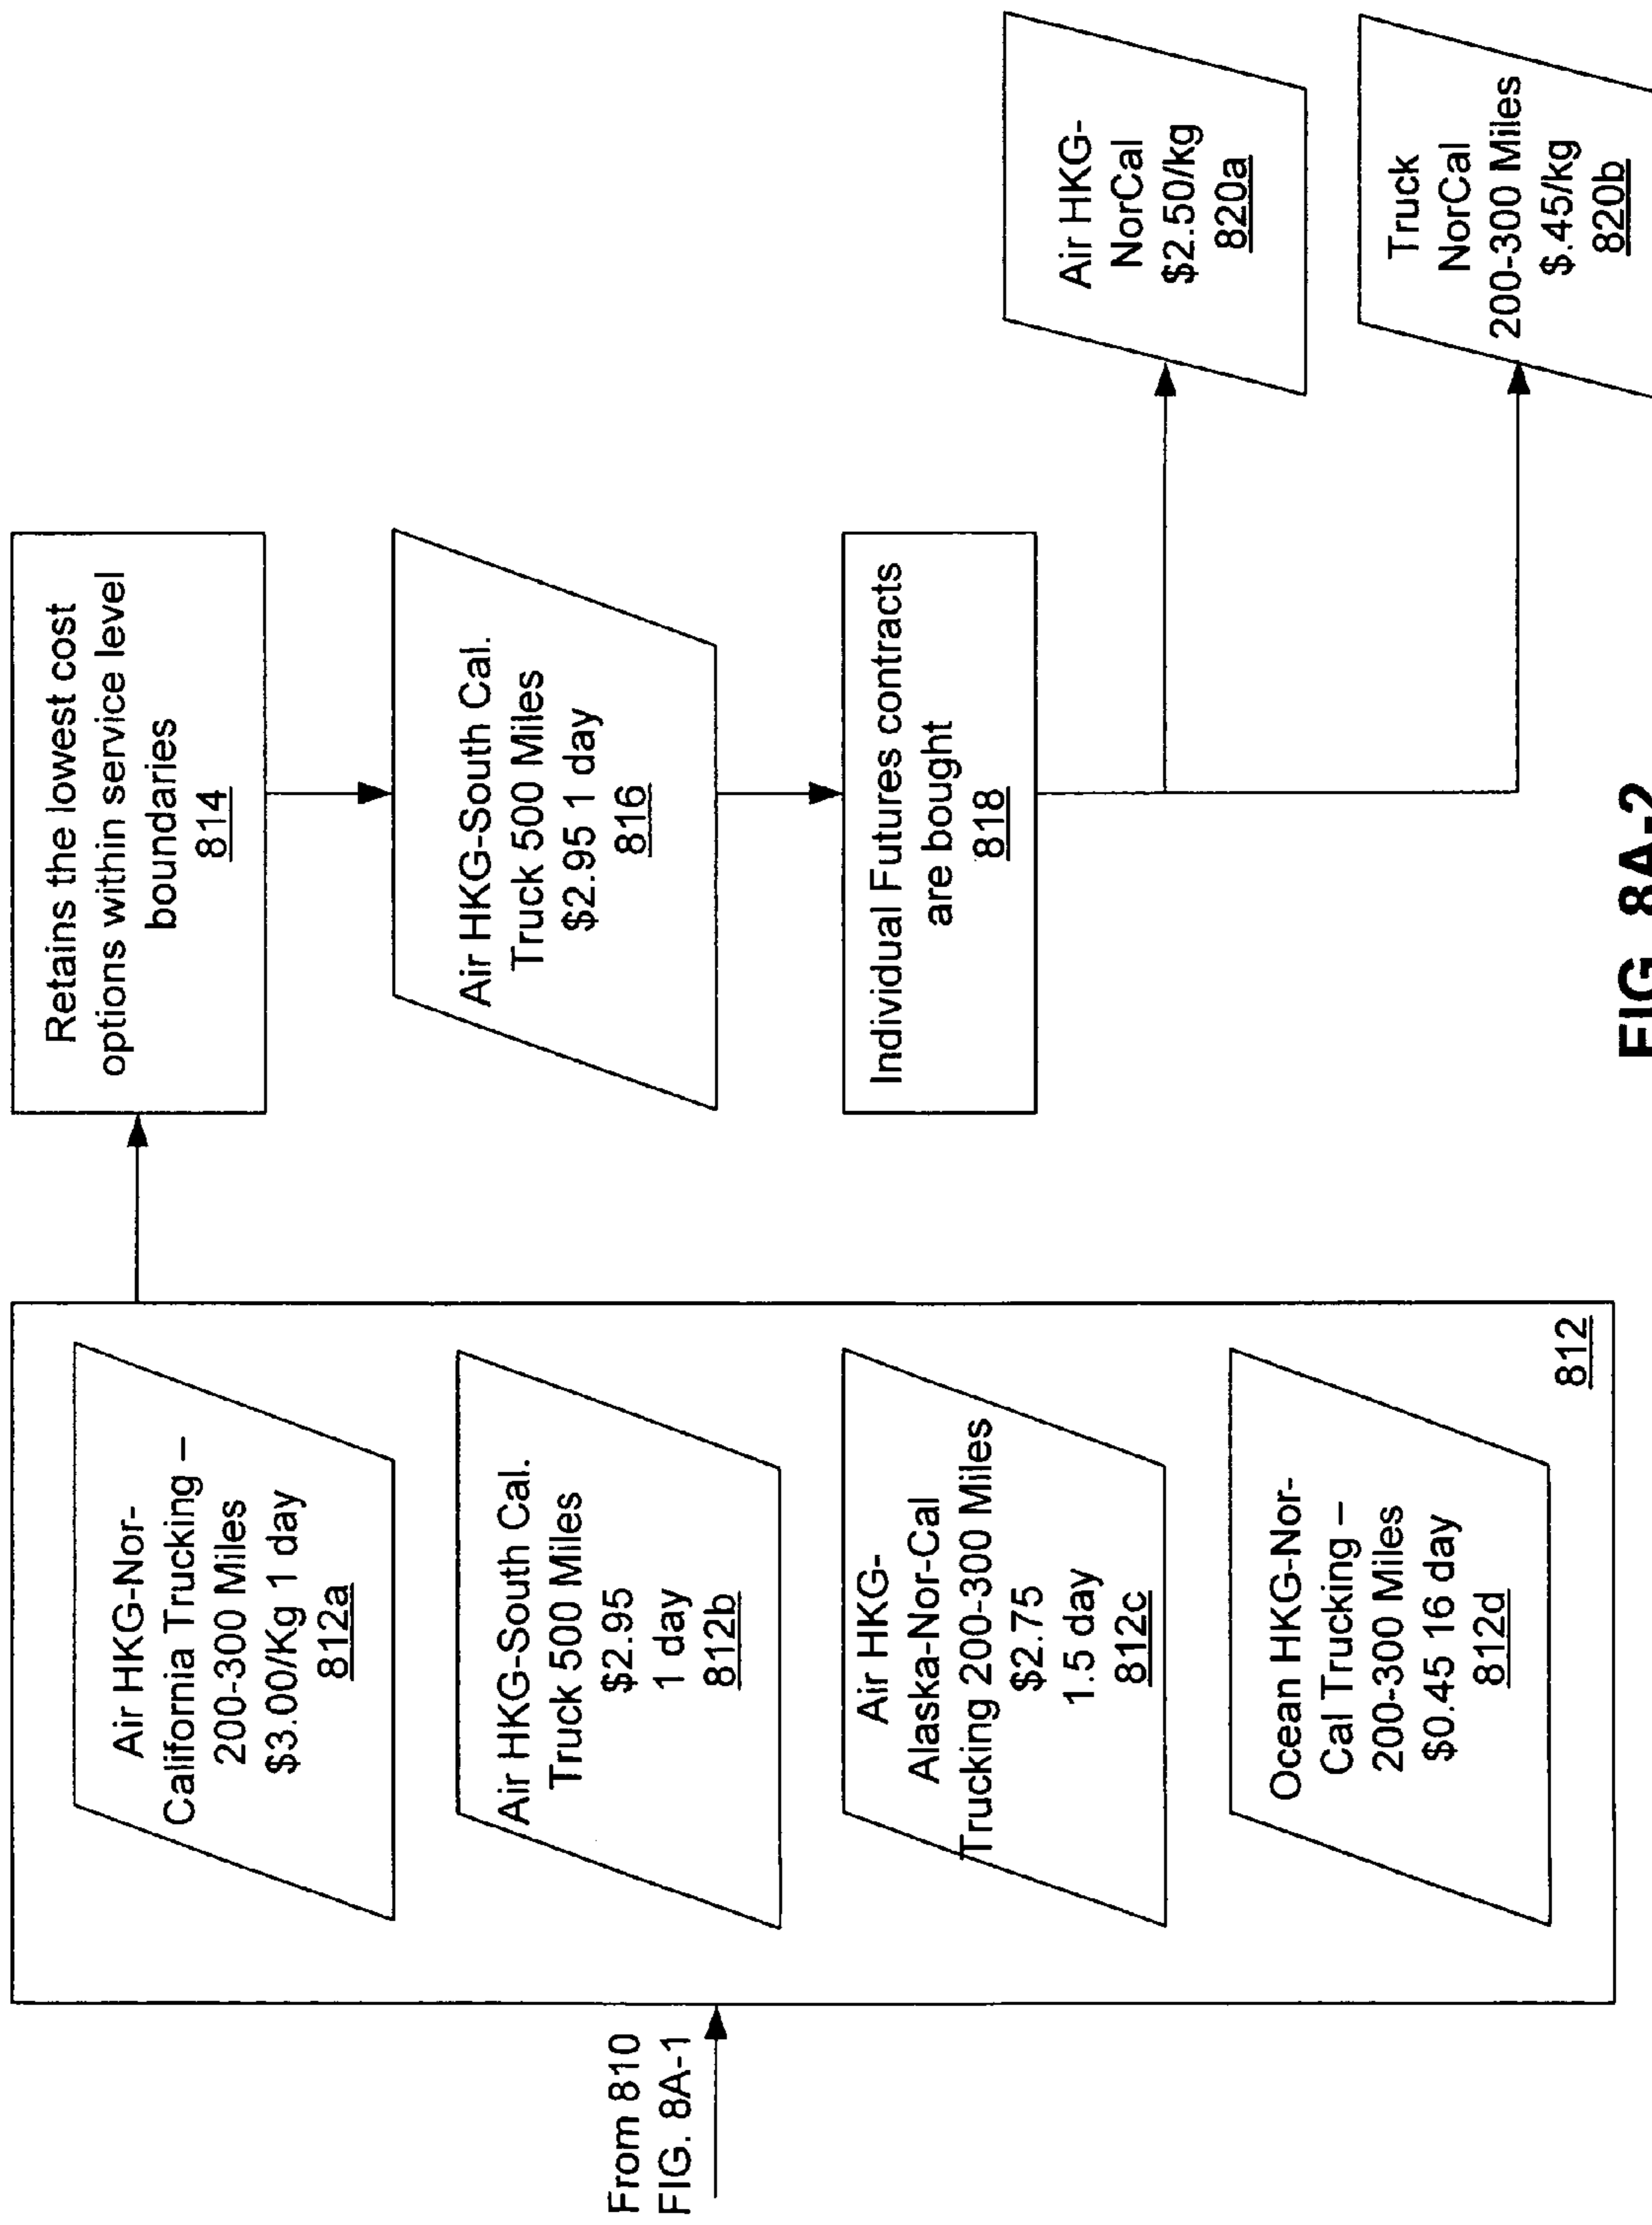 From 810
FIG. 8A-1
Air HKG-Nor-
California Trucking –
200-300 Miles
$3.00/Kg 1 day
812a
Air HKG-South Cal.
Truck 500 Miles
$2.95
1 day
812b
Air HKG-
Alaska-Nor-Cal
Trucking 200-300 Miles
$2.75
1.5 day
812c
Ocean HKG-Nor-
Cal Trucking –
200-300 Miles
$0.45 16 day
812d
812
Retains the lowest cost
options within service level
boundaries
814
Air HKG-South Cal.
Truck 500 Miles
$2.95 1 day
816
Individual Futures contracts
are bought
818
Air HKG-
NorCal
$2.50/kg
820a
Truck
NorCal
200-300 Miles
$.45/kg
820b
FIG. 8A-2